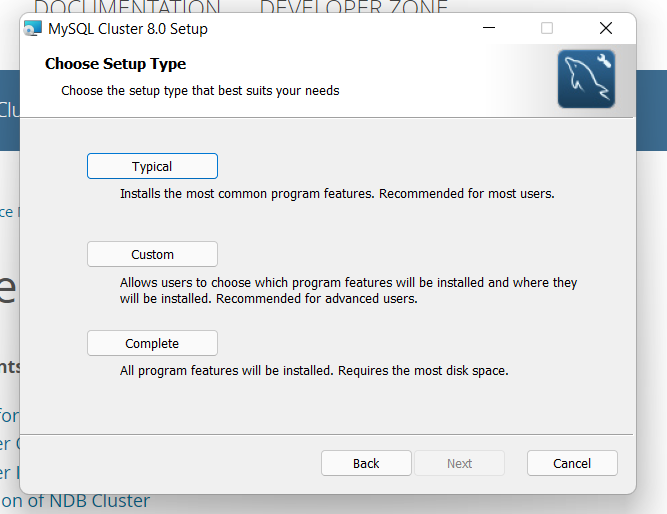 DOCUMENTATION DEVELOPER ZONE
MySQL Cluster 8.0 Setup
Choose Setup Type
Choose the setup type that best suits your needs
Typical
Installs the most common program features. Recommended for most users.
Custom
Allows users to choose which program features will be installed and where they
will be installed. Recommended for advanced users.
Complete
All program features will be installed. Requires the most disk space.
Back Next Cancel
ion of NDB Cluster